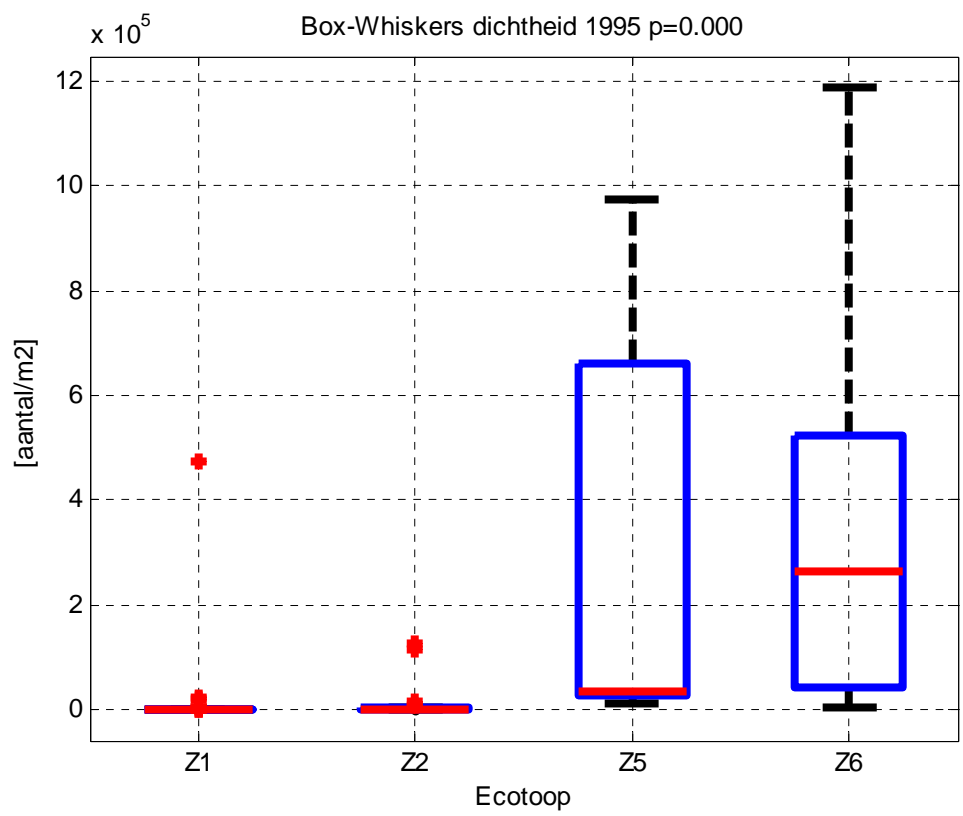 Box-Whiskers dichtheid 1995 p=0.000
x 10^5
12
10
8
6
4
2
0
[aantal/m2]
Z1 Z2 Z5 Z6
Ecotoop